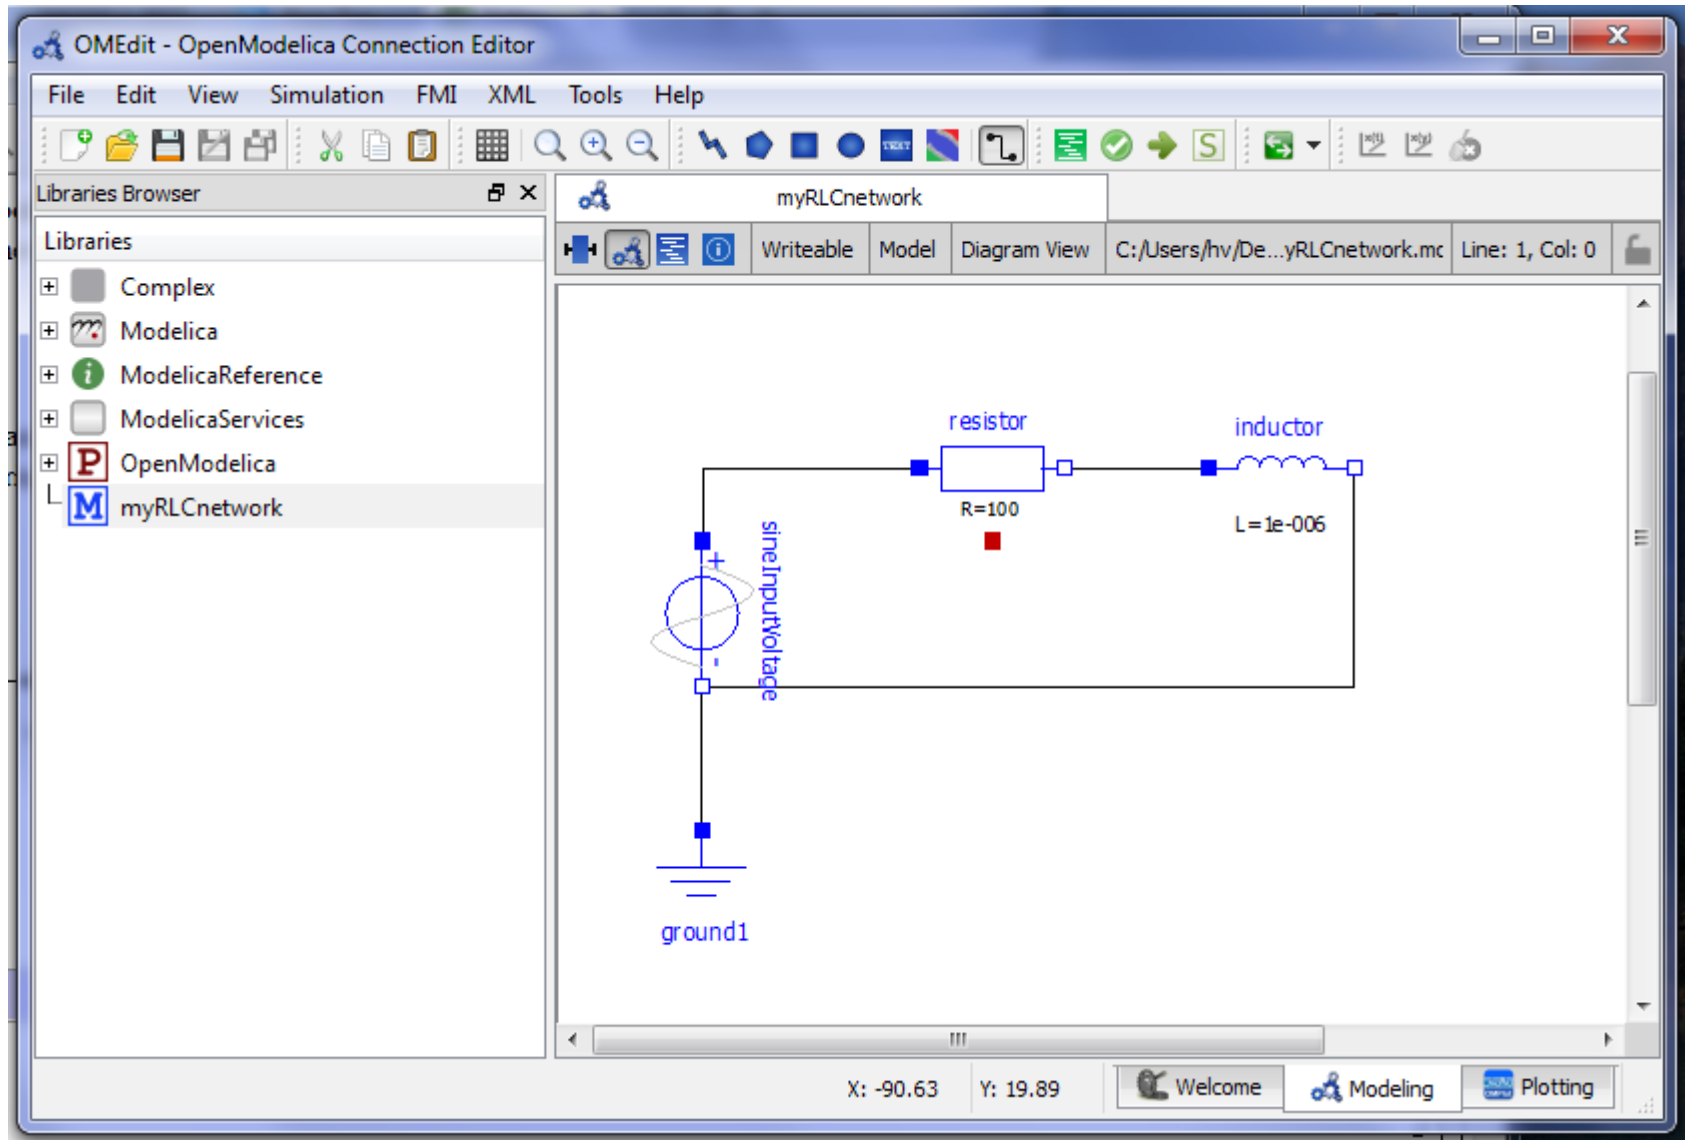 OMEdit - OpenModelica Connection Editor
File Edit View Simulation FMI XML Tools Help
TEXT
S
Libraries Browser
myRLCnetwork
Libraries
Writeable Model Diagram View C:/Users/hv/De...yRLCnetwork.mc Line: 1, Col: 0
Complex
Modelica
i ModelicaReference
ModelicaServices
P OpenModelica
M myRLCnetwork
resistor
inductor
R=100
L=1e-006
sineInputVoltage
+
-
ground1
X: -90.63 Y: 19.89 Welcome Modeling Plotting